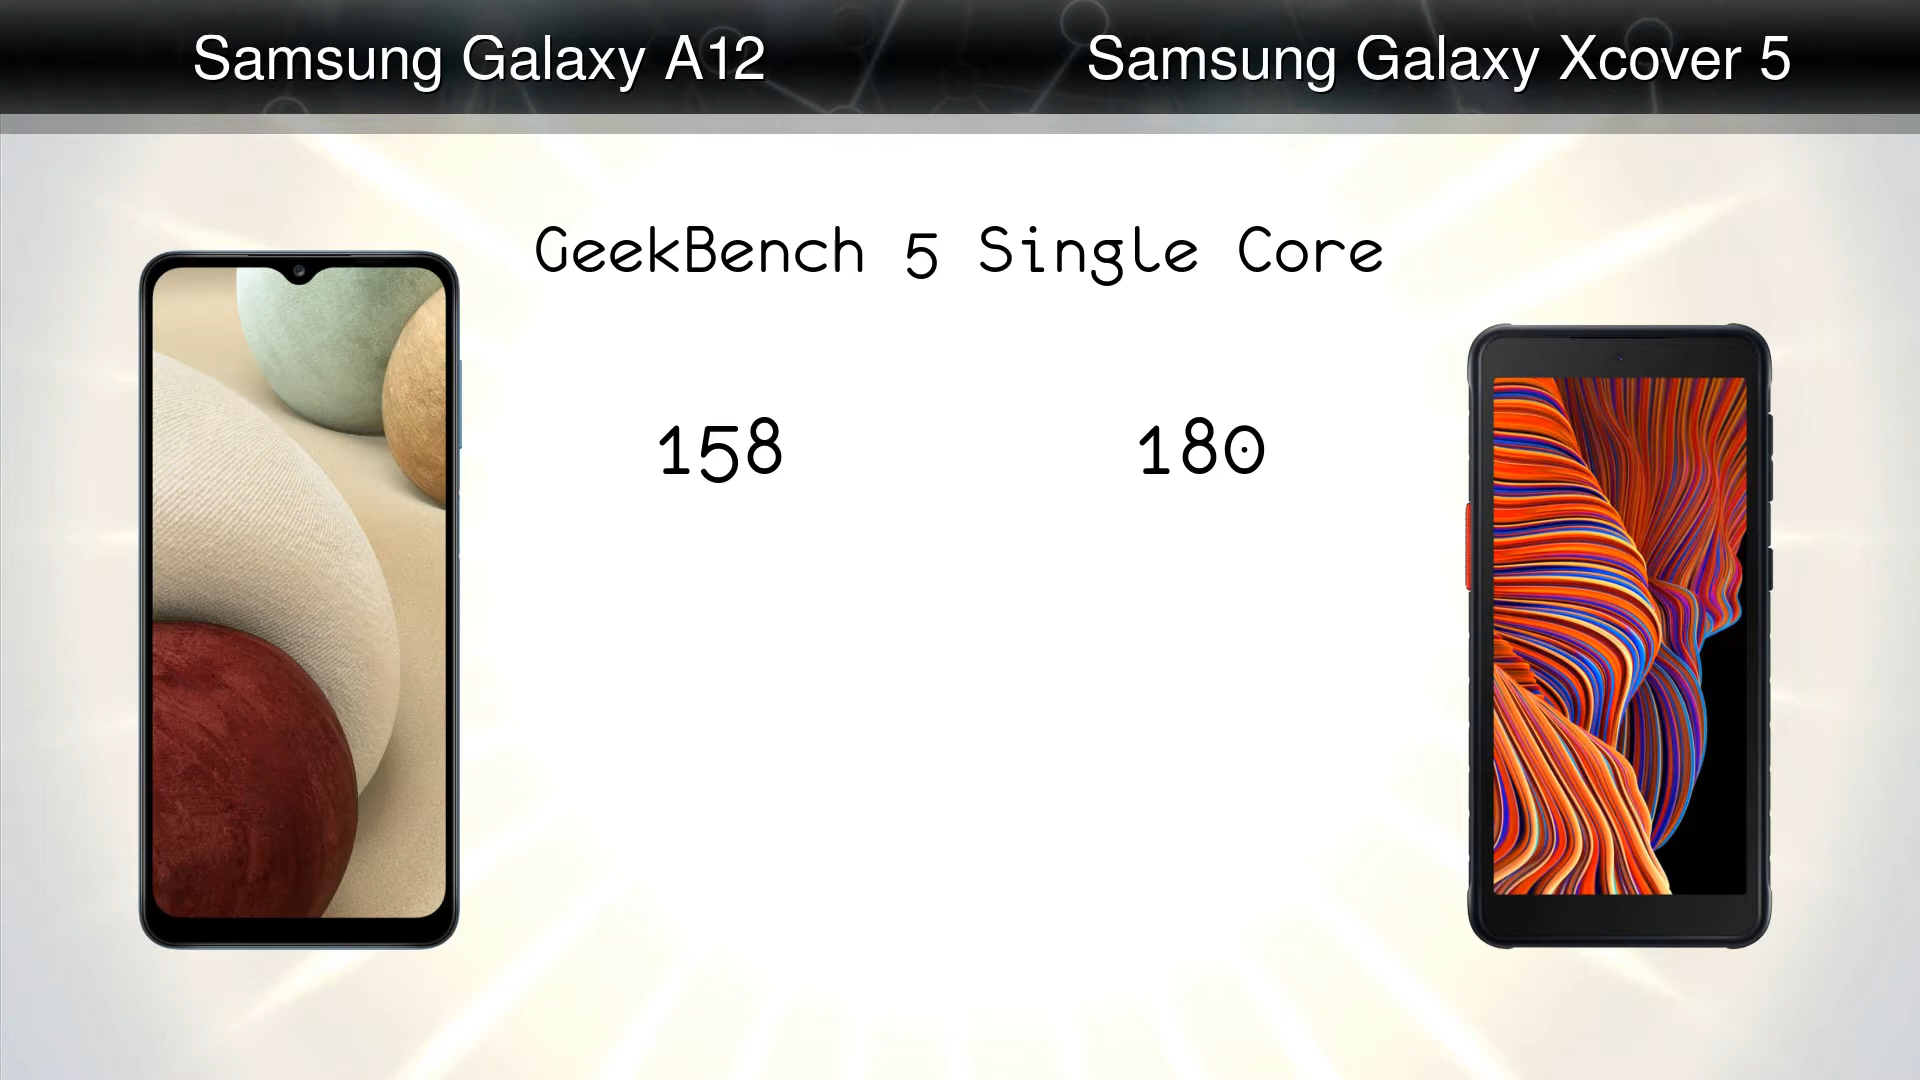 Samsung Galaxy A12
Samsung Galaxy Xcover 5
GeekBench 5 Single Core
158
180